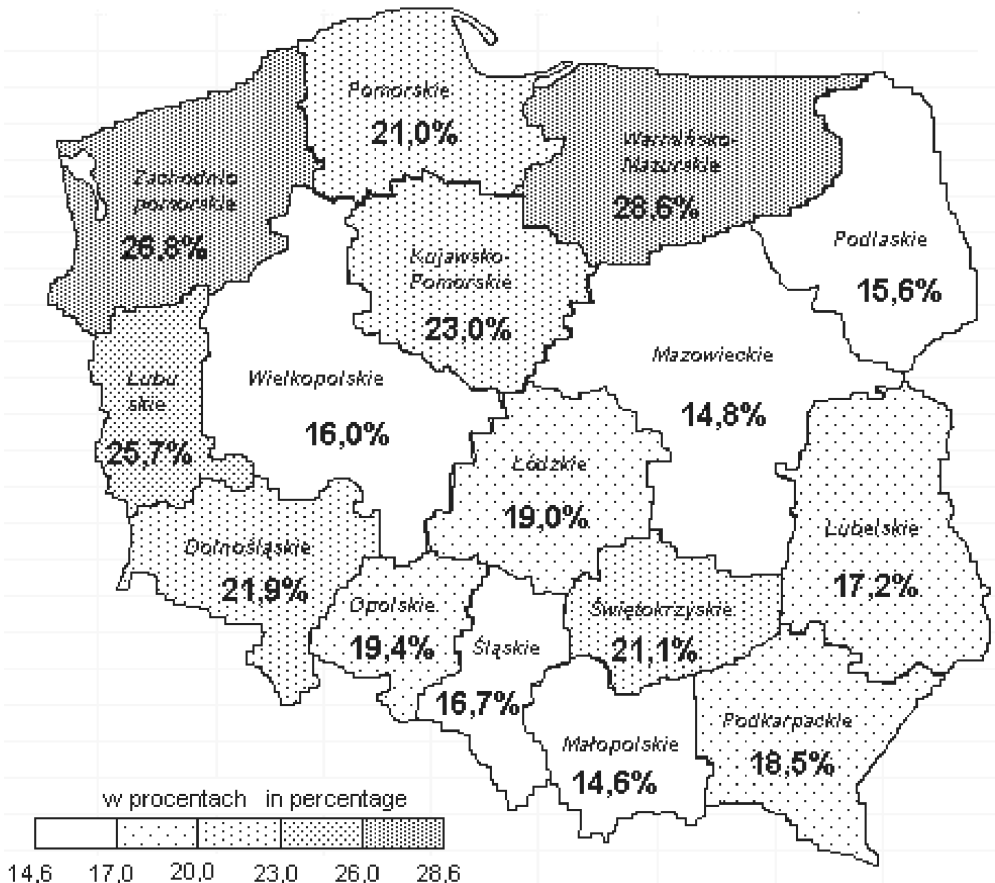 Pomorskie
21,0%
Warmińsko-
Mazurskie
28.6%
Zachodnio
pomorskie
26,8%
Podlaskie
15,6%
Kujawsko-
Pomorskie
23,0%
Mazowieckie
14,8%
Lubu
skie
25,7%
Wielkopolskie
16,0%
Łódzkie
19,0%
Lubelskie
17,2%
Dolnośląskie
21,9%
Opolskie
19,4%
Śląskie
16,7%
Świętokrzyskie
21,1%
Małopolskie
14,6%
Podkarpackie
18,5%
w procentach in percentage
14,6 17,0 20,0 23,0 26,0 28,6